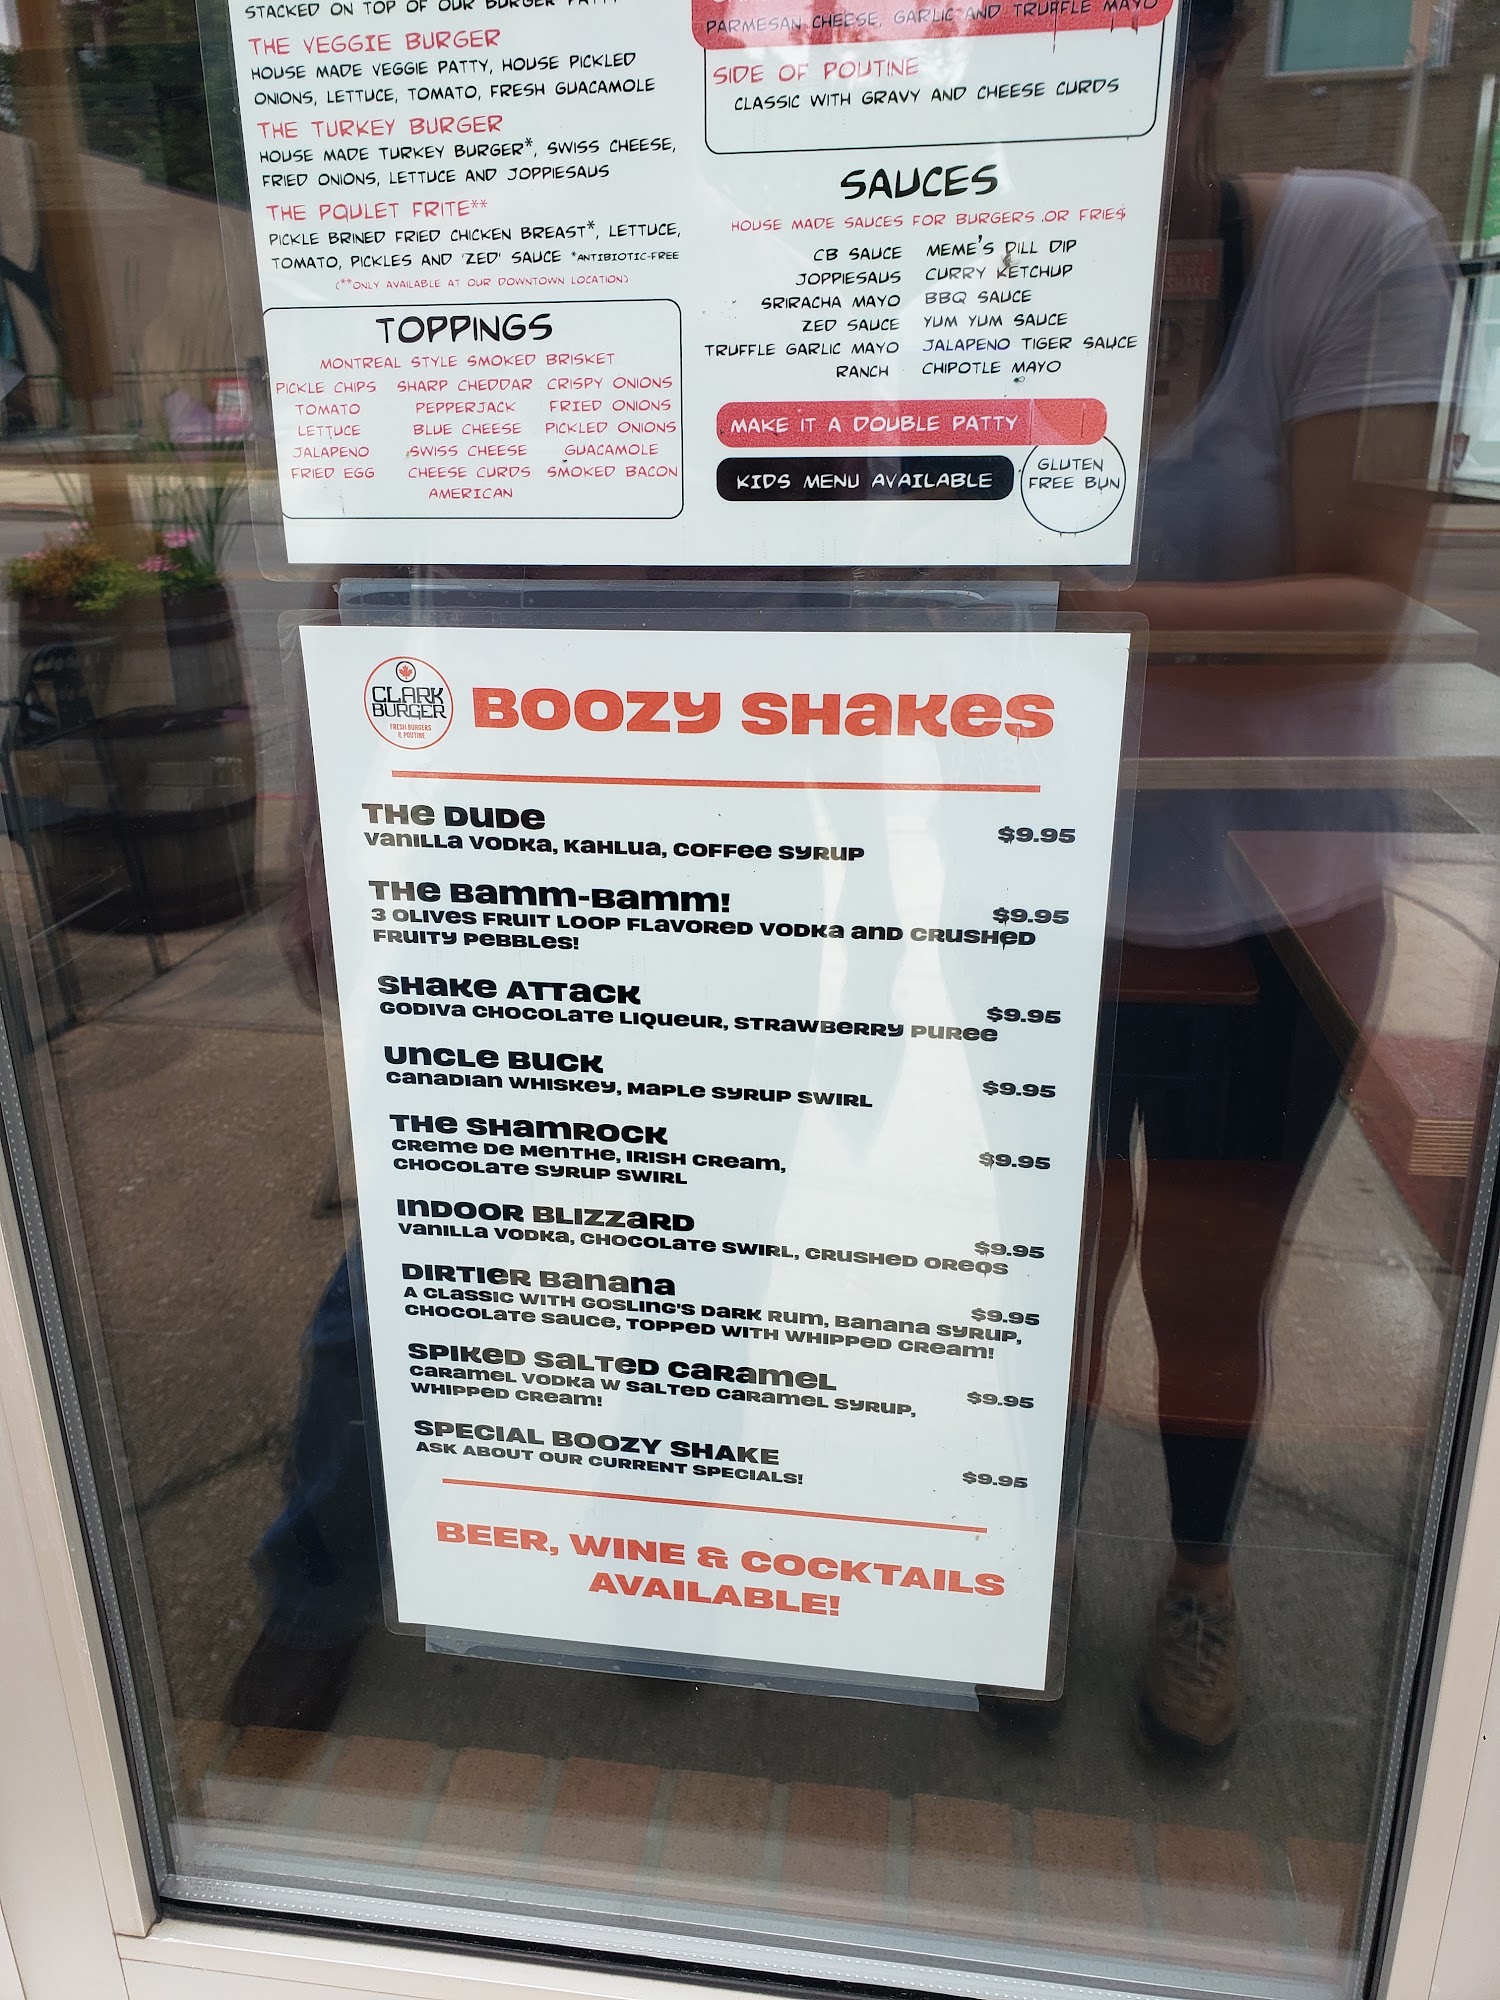 STACKED ON TOP OF OUR BURGER PATTY
THE VEGGIE BURGER
HOUSE MADE VEGGIE PATTY, HOUSE PICKLED
ONIONS, LETTUCE, TOMATO, FRESH GUACAMOLE
THE TURKEY BURGER
HOUSE MADE TURKEY BURGER*, SWISS CHEESE,
FRIED ONIONS, LETTUCE AND JOPPIESAUS
THE POULET FRITE**
PICKLE BRINED FRIED CHICKEN BREAST*, LETTUCE,
TOMATO, PICKLES AND 'ZED' SAUCE *ANTIBIOTIC-FREE
(**ONLY AVAILABLE AT OUR DOWNTOWN LOCATION)
TOPPINGS
MONTREAL STYLE SMOKED BRISKET
PICKLE CHIPS SHARP CHEDDAR CRISPY ONIONS
TOMATO PEPPERJACK FRIED ONIONS
LETTUCE BLUE CHEESE PICKLED ONIONS
JALAPENO SWISS CHEESE GUACAMOLE
FRIED EGG CHEESE CURDS SMOKED BACON
AMERICAN
PARMESAN CHEESE, GARLIC AND TRUFFLE MAYO
SIDE OF POUTINE
CLASSIC WITH GRAVY AND CHEESE CURDS
SAUCES
HOUSE MADE SAUCES FOR BURGERS OR FRIES
CB SAUCE MEME'S DILL DIP
JOPPIESAUS CURRY KETCHUP
SRIRACHA MAYO BBQ SAUCE
ZED SAUCE YUM YUM SAUCE
TRUFFLE GARLIC MAYO JALAPENO TIGER SAUCE
RANCH CHIPOTLE MAYO
MAKE IT A DOUBLE PATTY
KIDS MENU AVAILABLE
GLUTEN
FREE BUN
CLARK
BURGER
FRESH BURGERS
& POUTINE
BOOZY SHAKES
THE DUDE
VANILLA VODKA, KAHLUA, COFFEE SYRUP $9.95
THE BAMM-BAMM!
$9.95
3 OLIVES FRUIT LOOP FLAVORED VODKA AND CRUSHED
FRUITY PEBBLES!
SHAKE ATTACK
$9.95
GODIVA CHOCOLATE LIQUEUR, STRAWBERRY PUREE
UNCLE BUCK
CANADIAN WHISKEY, MAPLE SYRUP SWIRL $9.95
THE SHAMROCK
CREME DE MENTHE, IRISH CREAM, $9.95
CHOCOLATE SYRUP SWIRL
INDOOR BLIZZARD
$9.95
VANILLA VODKA, CHOCOLATE SWIRL, CRUSHED OREOS
DIRTIER BANANA
$9.95
A CLASSIC WITH GOSLING'S DARK RUM, BANANA SYRUP,
CHOCOLATE SAUCE, TOPPED WITH WHIPPED CREAM!
SPIKED SALTED CARAMEL
$9.95
CARAMEL VODKA W SALTED CARAMEL SYRUP,
WHIPPED CREAM!
SPECIAL BOOZY SHAKE
ASK ABOUT OUR CURRENT SPECIALS! $9.95
BEER, WINE & COCKTAILS
AVAILABLE!